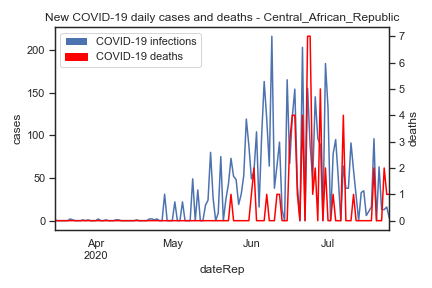 New COVID-19 daily cases and deaths - Central_African_Republic
COVID-19 infections
COVID-19 deaths
cases
200
150
100
50
0
7
6
5
4
3
2
1
0
deaths
Apr
2020
May
Jun
Jul
dateRep